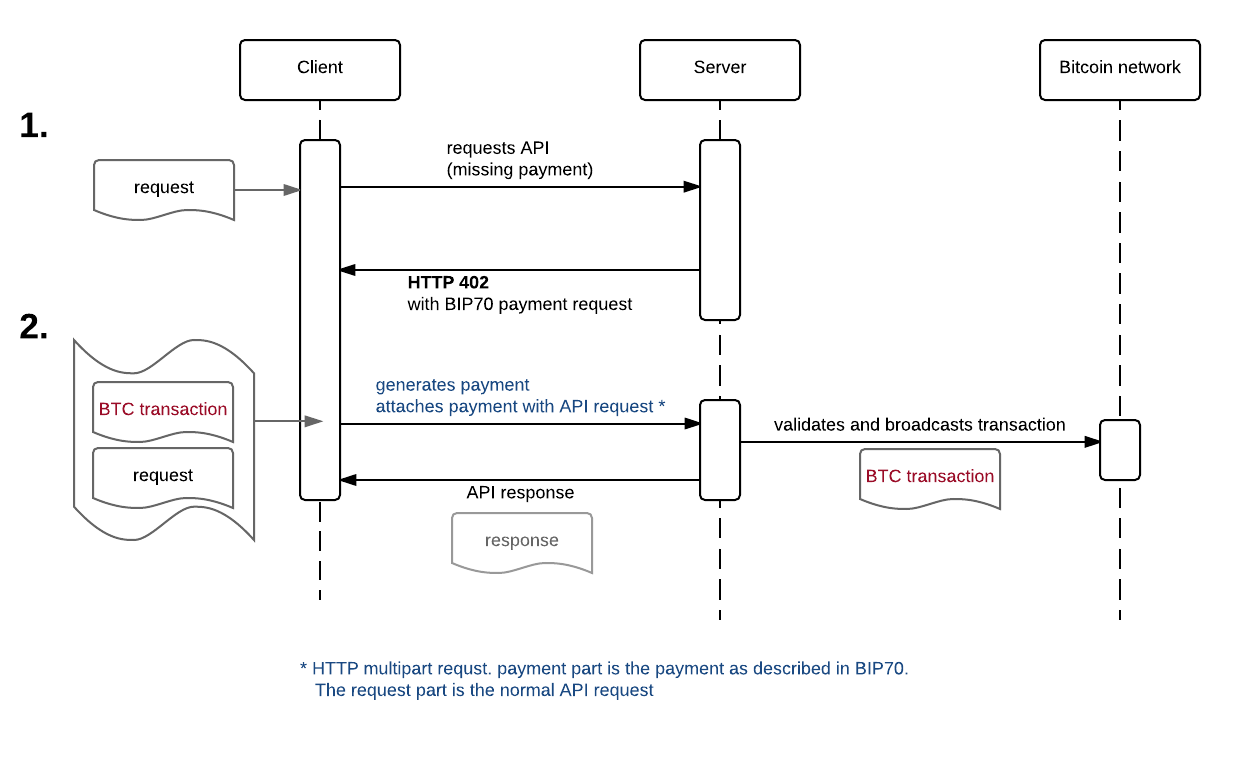 Client
Server
Bitcoin network
1.
requests API
(missing payment)
request
HTTP 402
with BIP70 payment request
2.
generates payment
attaches payment with API request *
BTC transaction
validates and broadcasts transaction
request
BTC transaction
API response
response
* HTTP multipart requst. payment part is the payment as described in BIP70.
The request part is the normal API request